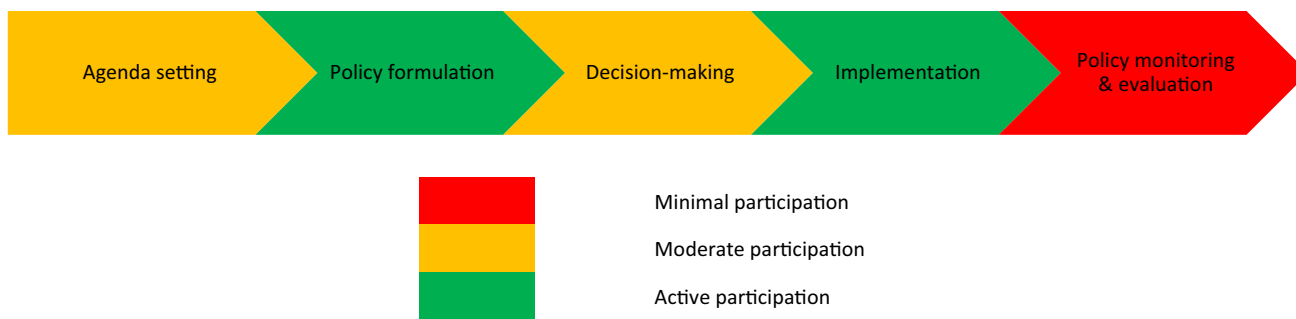 Agenda setting
Policy formulation
Decision-making
Implementation
Policy monitoring
& evaluation
Minimal participation
Moderate participation
Active participation